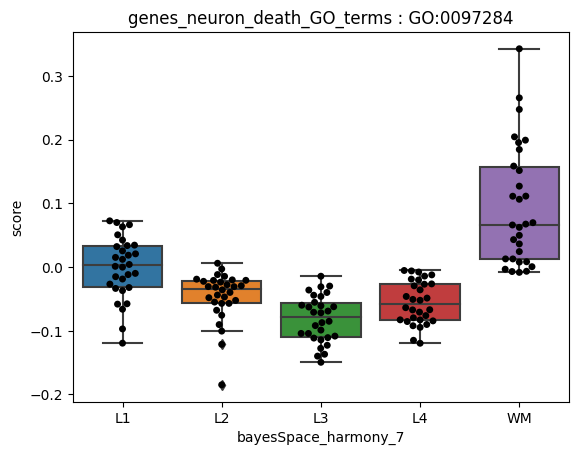 genes_neuron_death_GO_terms : GO:0097284
score
0.3
0.2
0.1
0.0
−0.1
−0.2
L1 L2 L3 L4 WM
bayesSpace_harmony_7